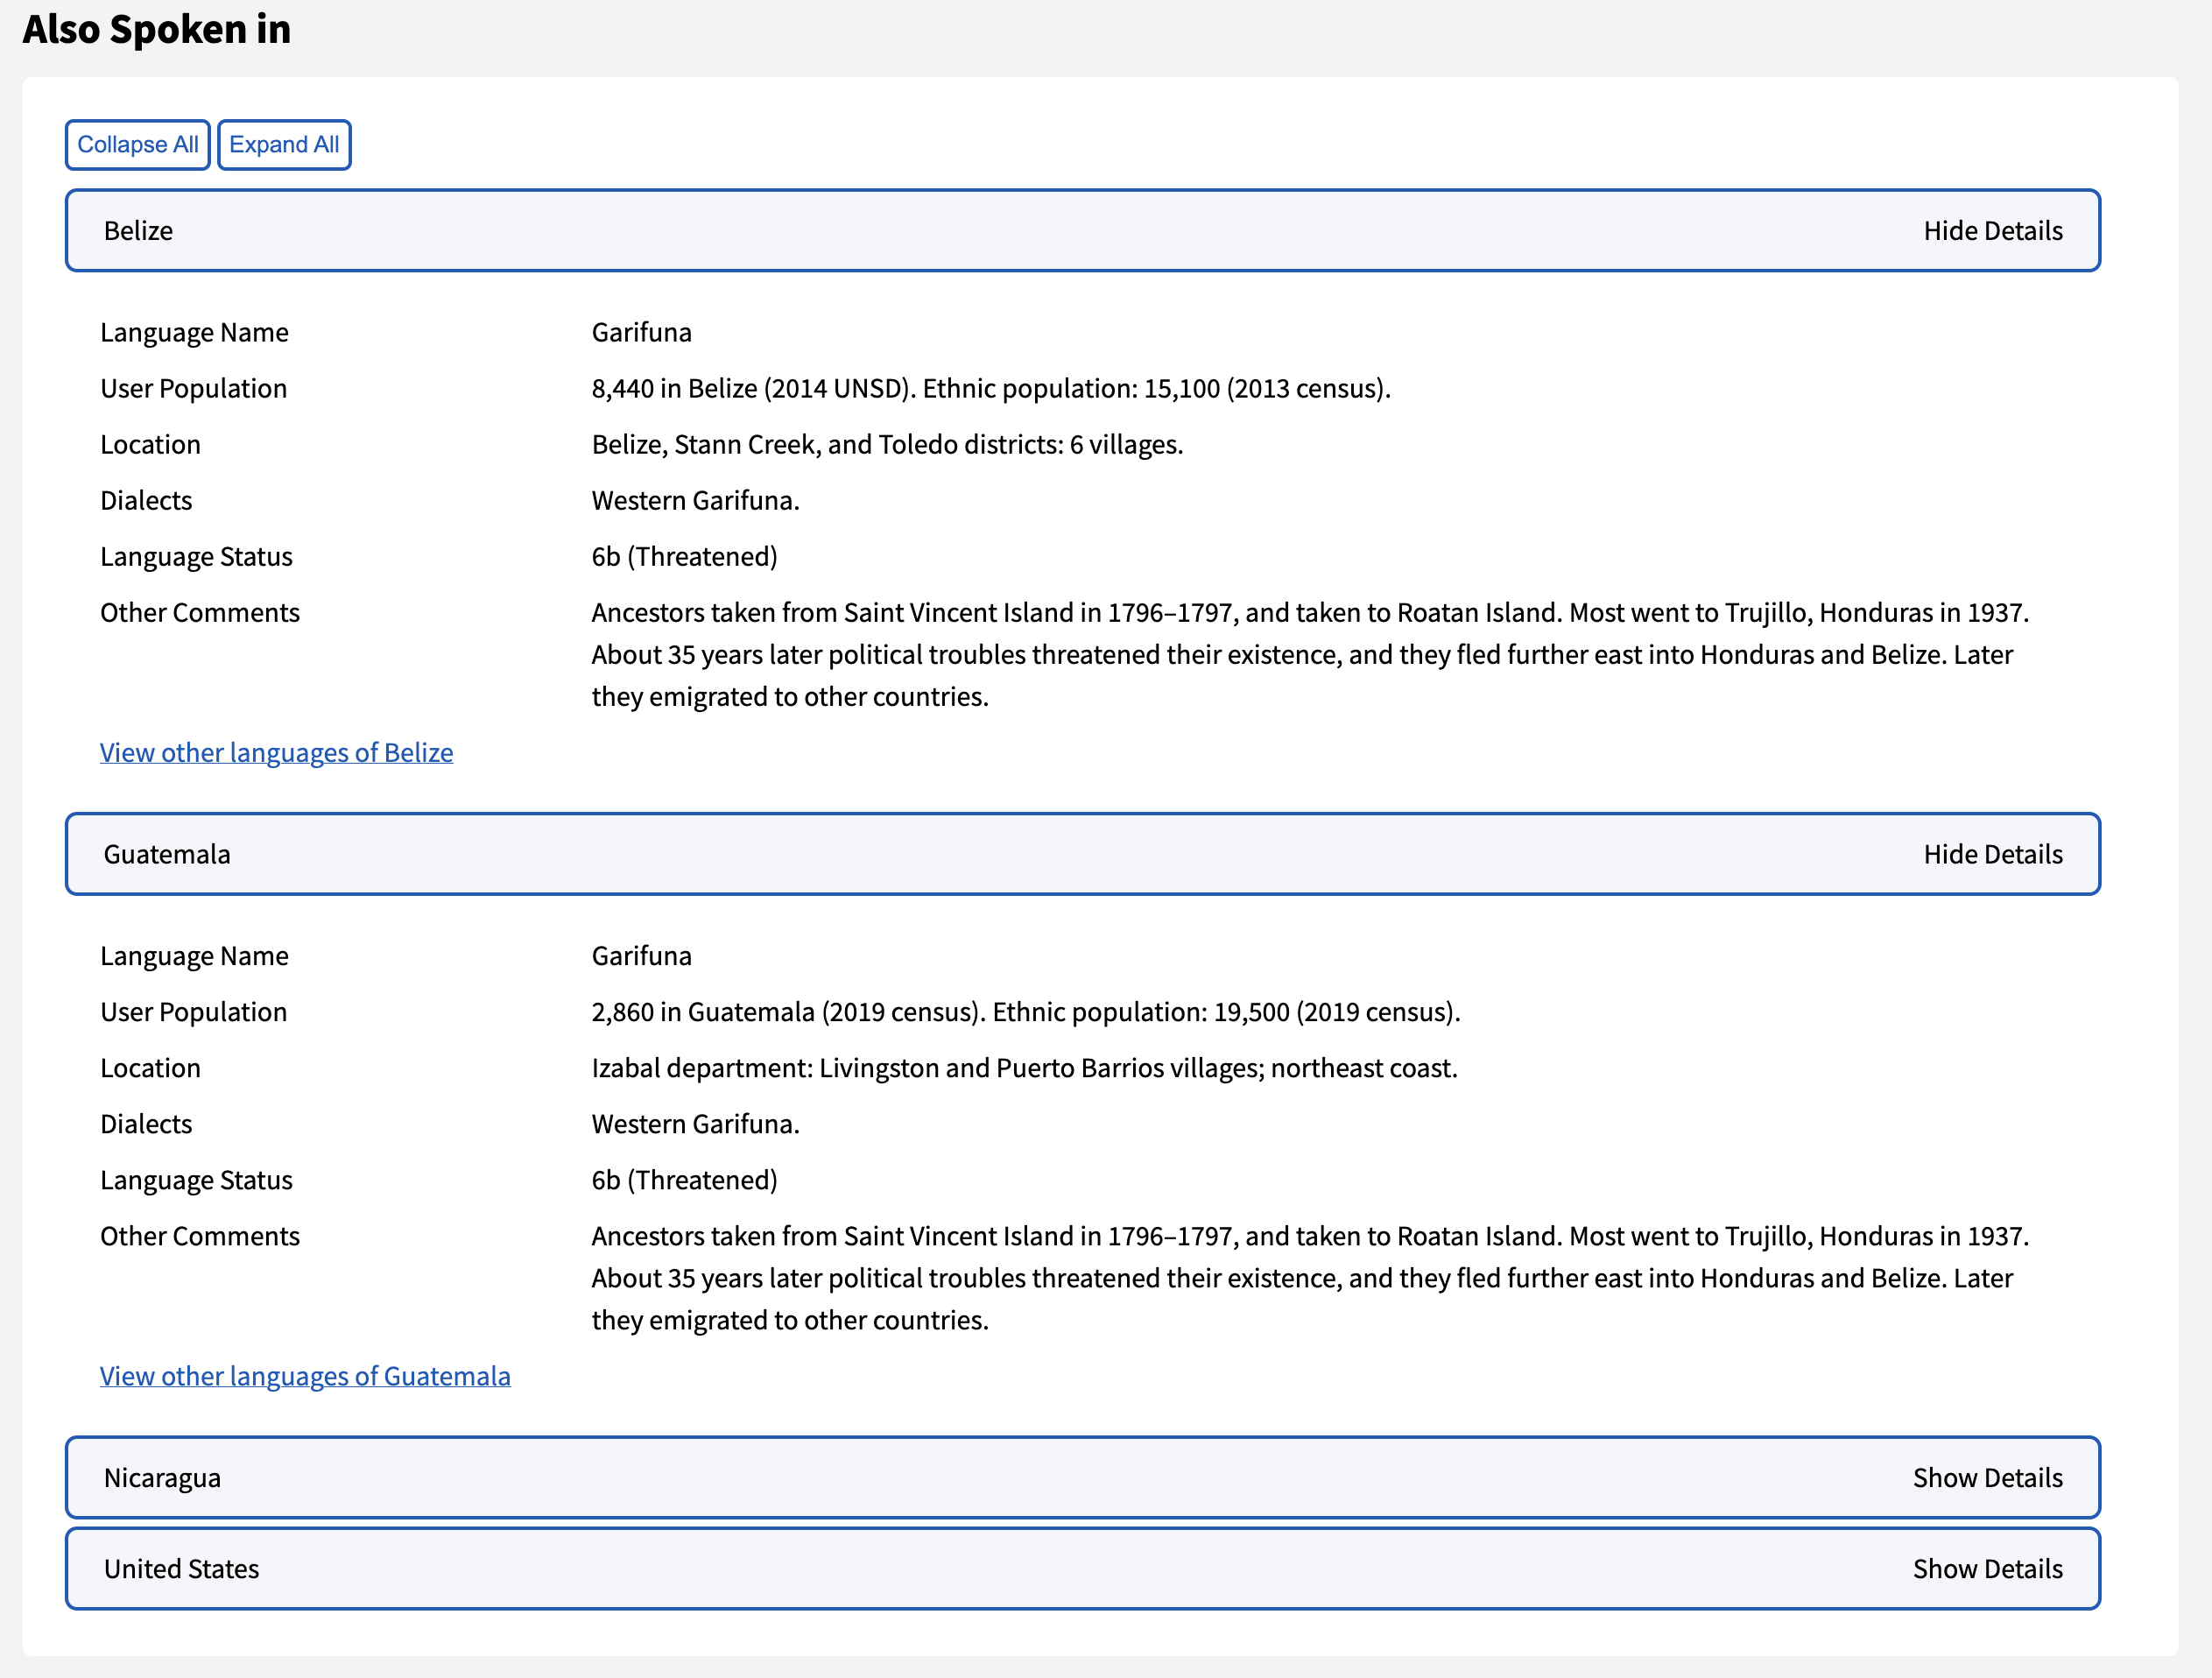 Also Spoken in
Collapse All Expand All
Belize Hide Details
Language Name Garifuna
User Population 8,440 in Belize (2014 UNSD). Ethnic population: 15,100 (2013 census).
Location Belize, Stann Creek, and Toledo districts: 6 villages.
Dialects Western Garifuna.
Language Status 6b (Threatened)
Other Comments Ancestors taken from Saint Vincent Island in 1796–1797, and taken to Roatan Island. Most went to Trujillo, Honduras in 1937.
About 35 years later political troubles threatened their existence, and they fled further east into Honduras and Belize. Later
they emigrated to other countries.
View other languages of Belize
Guatemala Hide Details
Language Name Garifuna
User Population 2,860 in Guatemala (2019 census). Ethnic population: 19,500 (2019 census).
Location Izabal department: Livingston and Puerto Barrios villages; northeast coast.
Dialects Western Garifuna.
Language Status 6b (Threatened)
Other Comments Ancestors taken from Saint Vincent Island in 1796–1797, and taken to Roatan Island. Most went to Trujillo, Honduras in 1937.
About 35 years later political troubles threatened their existence, and they fled further east into Honduras and Belize. Later
they emigrated to other countries.
View other languages of Guatemala
Nicaragua Show Details
United States Show Details